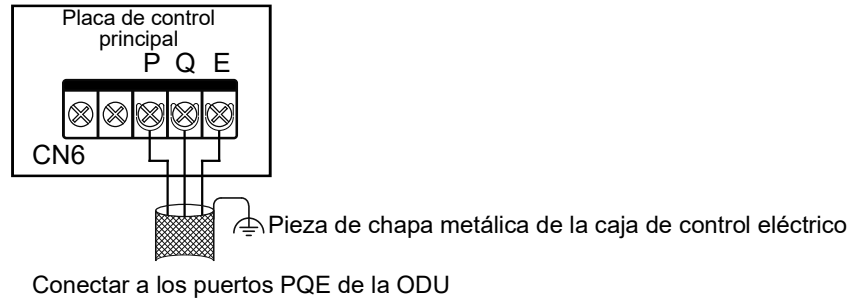 Placa de control
principal
P Q E
CN6
Pieza de chapa metálica de la caja de control eléctrico
Conectar a los puertos PQE de la ODU